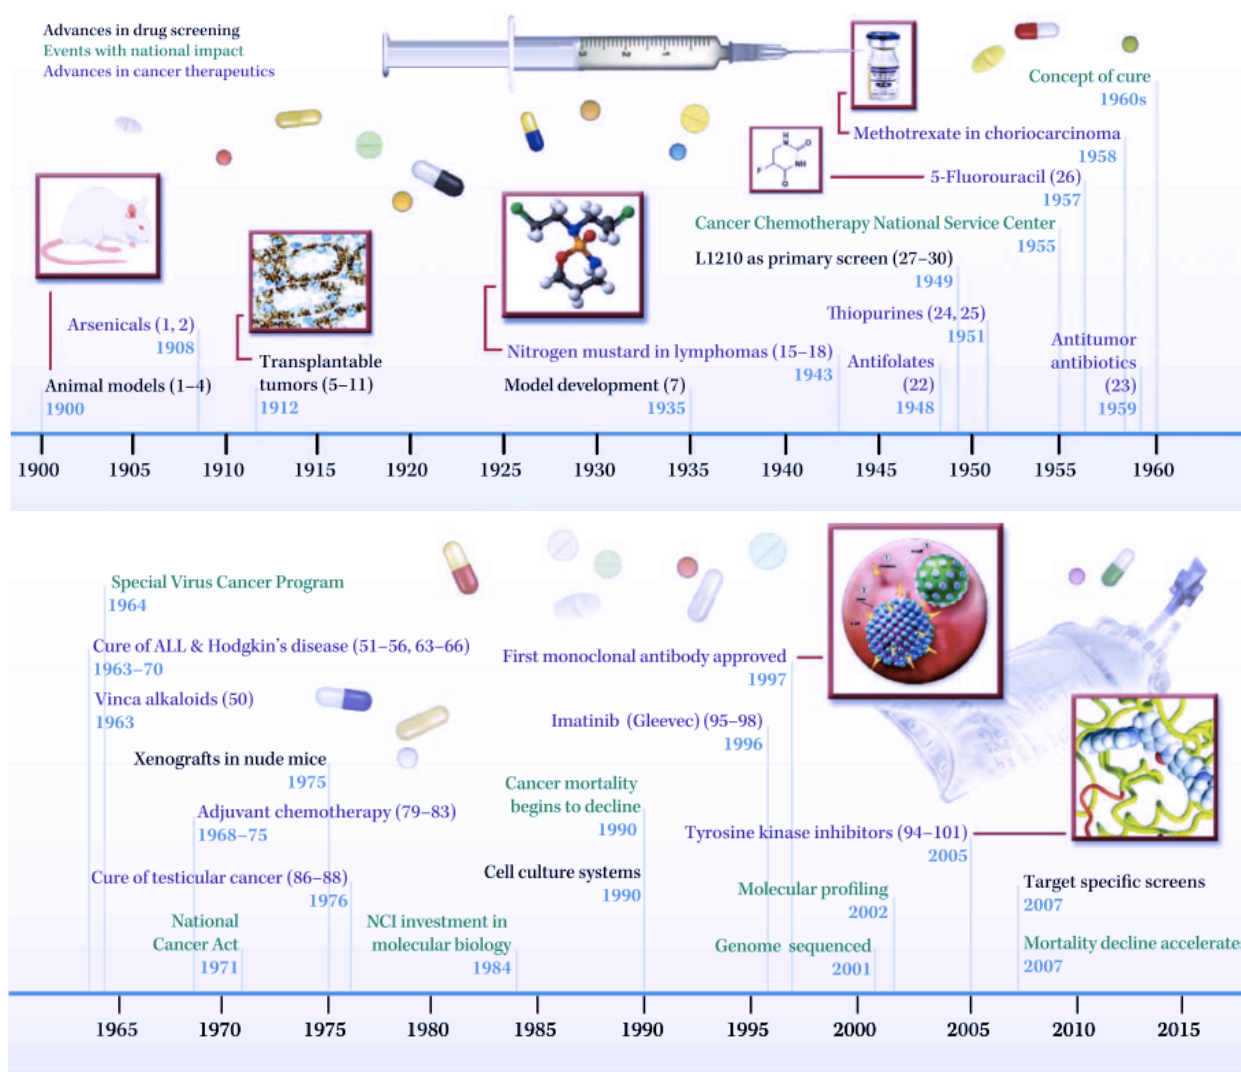 Advances in drug screening
Events with national impact
Advances in cancer therapeutics
Concept of cure
1960s
Methotrexate in choriocarcinoma
1958
5-Fluorouracil (26)
1957
Cancer Chemotherapy National Service Center
1955
L1210 as primary screen (27–30)
1949
Thiopurines (24, 25)
1951
Arsenicals (1, 2)
1908
Animal models (1–4)
1900
Transplantable
tumors (5–11)
1912
Nitrogen mustard in lymphomas (15–18)
1943
Model development (7)
1935
Antifolates
(22)
1948
Antitumor
antibiotics
(23)
1959
H
N
O
NH
F
O
3
2
1
1900 1905 1910 1915 1920 1925 1930 1935 1940 1945 1950 1955 1960
Special Virus Cancer Program
1964
Cure of ALL & Hodgkin's disease (51–56, 63–66)
1963–70
Vinca alkaloids (50)
1963
Xenografts in nude mice
1975
Adjuvant chemotherapy (79–83)
1968–75
Cure of testicular cancer (86–88)
1976
National
Cancer Act
1971
NCI investment in
molecular biology
1984
First monoclonal antibody approved
1997
Imatinib (Gleevec) (95–98)
1996
Cancer mortality
begins to decline
1990
Cell culture systems
1990
Tyrosine kinase inhibitors (94–101)
2005
Molecular profiling
2002
Genome sequenced
2001
Target specific screens
2007
Mortality decline accelerate
2007
1965 1970 1975 1980 1985 1990 1995 2000 2005 2010 2015